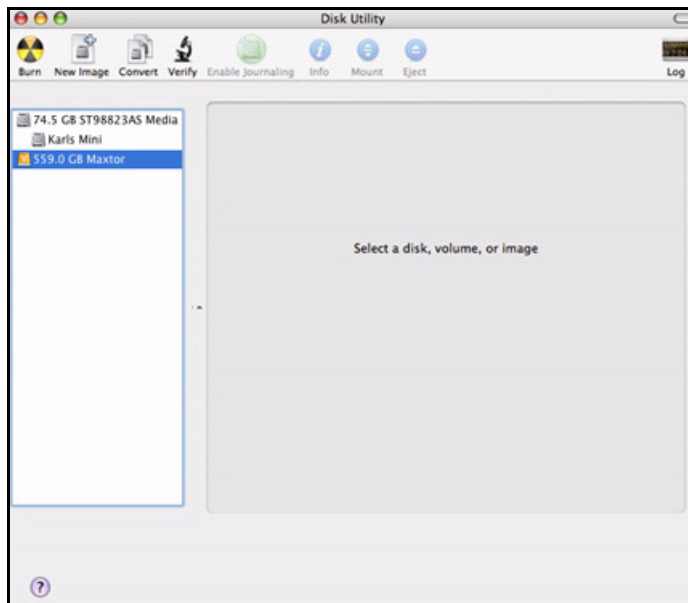 Disk Utility
Burn New Image Convert Verify Enable Journaling Info Mount Eject Log
74.5 GB ST98823AS Media
Karls Mini
559.0 GB Maxtor
Select a disk, volume, or image
?